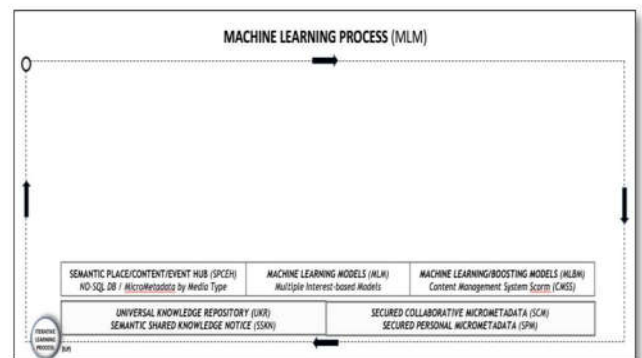 MACHINE LEARNING PROCESS (MLM)
SEMANTIC PLACE/CONTENT/EVENT HUB (SPCEH)
NO-SQL DB / MicroMetadata by Media Type
MACHINE LEARNING MODELS (MLM)
Multiple Interest-based Models
MACHINE LEARNING/BOOSTING MODELS (MLBM)
Content Management System Scorm (CMSS)
UNIVERSAL KNOWLEDGE REPOSITORY (UKR)
SEMANTIC SHARED KNOWLEDGE NOTICE (SSKN)
SECURED COLLABORATIVE MICROMETADATA (SCM)
SECURED PERSONAL MICROMETADATA (SPM)
ITERATIVE
LEARNING
PROCESS